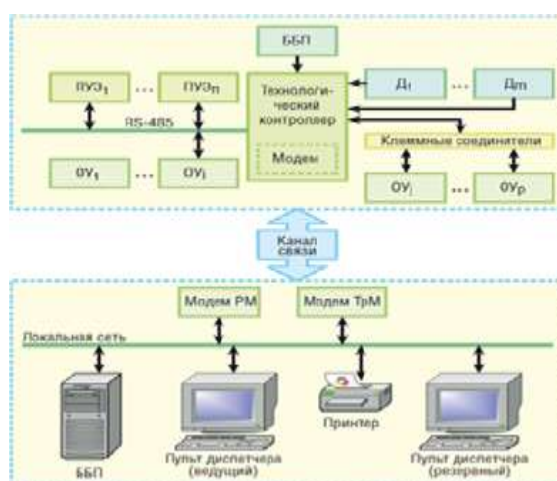 ББП
ПУЭ₁ ... ПУЭₙ
Технологи-
ческий
контроллер
Модем
Д₁ ... Дm
RS-485
Клеммные соединители
ОУ₁ ... ОУᵢ
ОУⱼ ... ОУₚ
Канал
связи
Модем РМ
Модем ТрМ
Локальная сеть
ББП
Пульт диспетчера
(ведущий)
Принтер
Пульт диспетчера
(резервный)